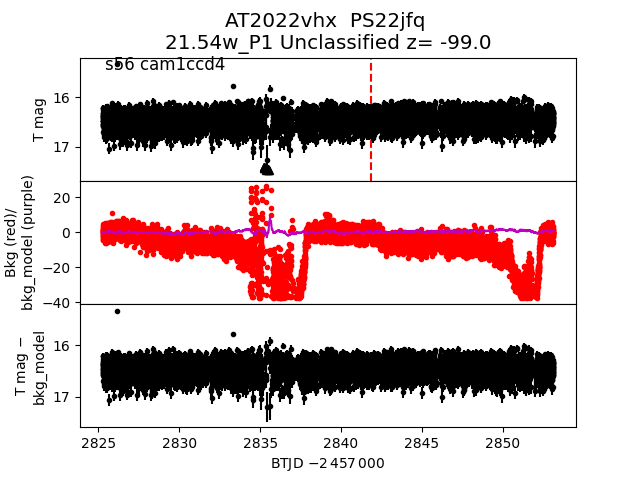 AT2022vhx  PS22jfq
21.54w_P1 Unclassified z= -99.0
s56 cam1ccd4
T mag
16
17
Bkg (red)/
bkg_model (purple)
20
0
−20
−40
T mag −
bkg_model
16
17
2825 2830 2835 2840 2845 2850
BTJD −2 457 000